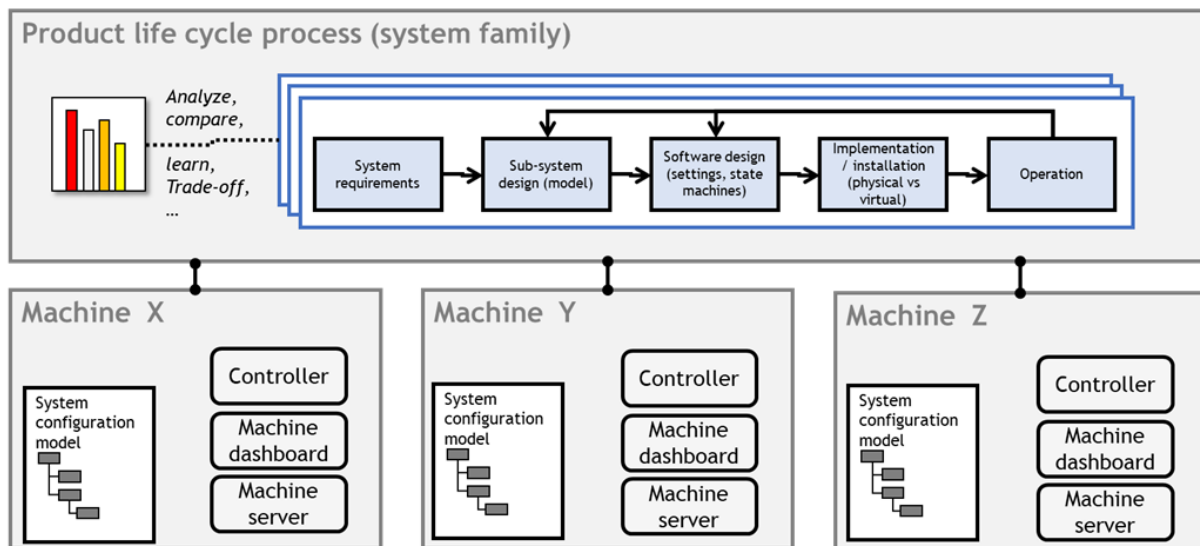 Product life cycle process (system family)
Analyze,
compare,
learn,
Trade-off,
...
System
requirements
Sub-system
design (model)
Software design
(settings, state
machines)
Implementation
/ installation
(physical vs
virtual)
Operation
Machine X
System
configuration
model
Controller
Machine
dashboard
Machine
server
Machine Y
System
configuration
model
Controller
Machine
dashboard
Machine
server
Machine Z
System
configuration
model
Controller
Machine
dashboard
Machine
server